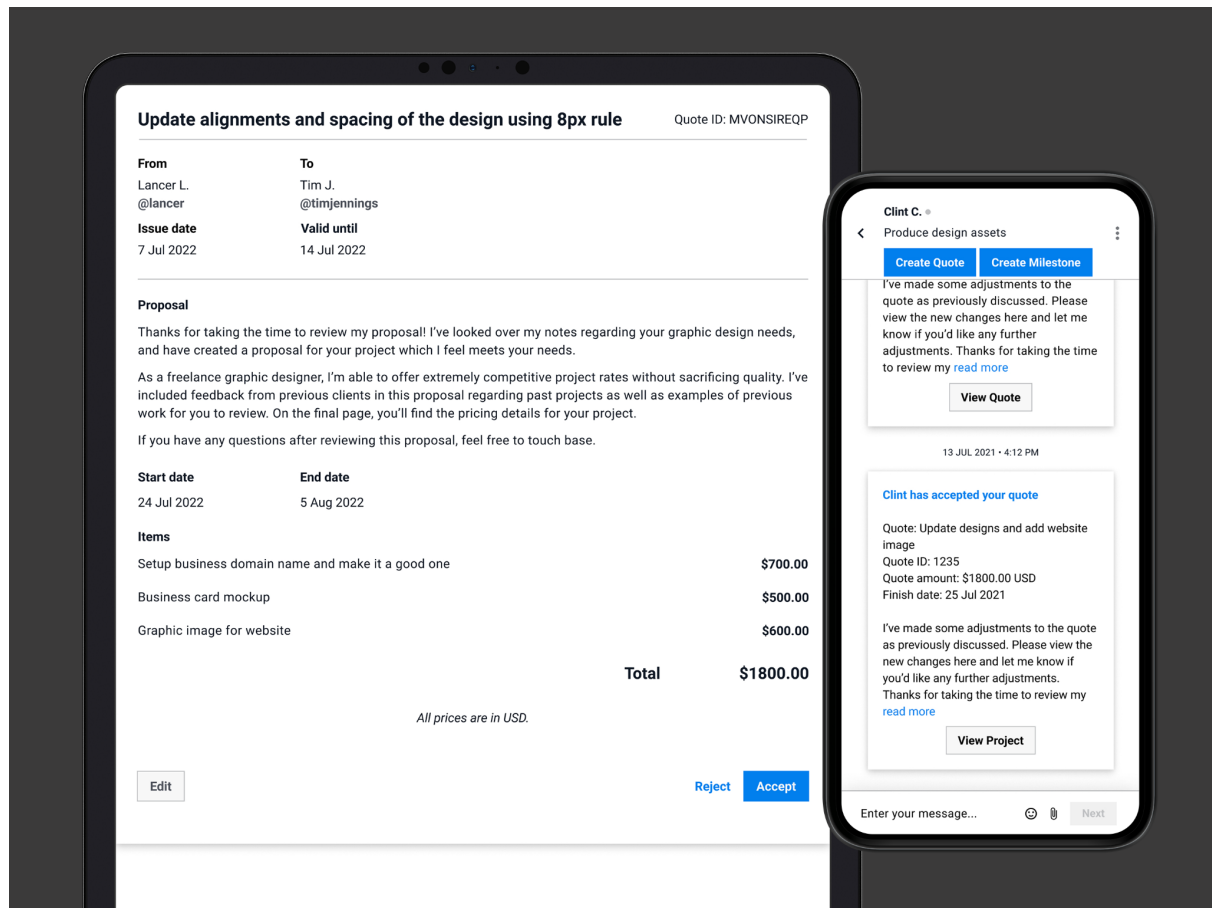 Update alignments and spacing of the design using 8px rule
Quote ID: MVONSIREQP
From
To
Lancer L.
Tim J.
@lancer
@timjennings
Issue date
Valid until
7 Jul 2022
14 Jul 2022
Proposal
Thanks for taking the time to review my proposal! I've looked over my notes regarding your graphic design needs,
and have created a proposal for your project which I feel meets your needs.
As a freelance graphic designer, I'm able to offer extremely competitive project rates without sacrificing quality. I've
included feedback from previous clients in this proposal regarding past projects as well as examples of previous
work for you to review. On the final page, you'll find the pricing details for your project.
If you have any questions after reviewing this proposal, feel free to touch base.
Start date
End date
24 Jul 2022
5 Aug 2022
Items
Setup business domain name and make it a good one
$700.00
Business card mockup
$500.00
Graphic image for website
$600.00
Total
$1800.00
All prices are in USD.
Edit
Reject
Accept
Clint C.
Produce design assets
Create Quote
Create Milestone
I've made some adjustments to the
quote as previously discussed. Please
view the new changes here and let me
know if you'd like any further
adjustments. Thanks for taking the time
to review my read more
View Quote
13 JUL 2021 • 4:12 PM
Clint has accepted your quote
Quote: Update designs and add website
image
Quote ID: 1235
Quote amount: $1800.00 USD
Finish date: 25 Jul 2021
I've made some adjustments to the quote
as previously discussed. Please view the
new changes here and let me know if
you'd like any further adjustments.
Thanks for taking the time to review my
read more
View Project
Enter your message...
Next